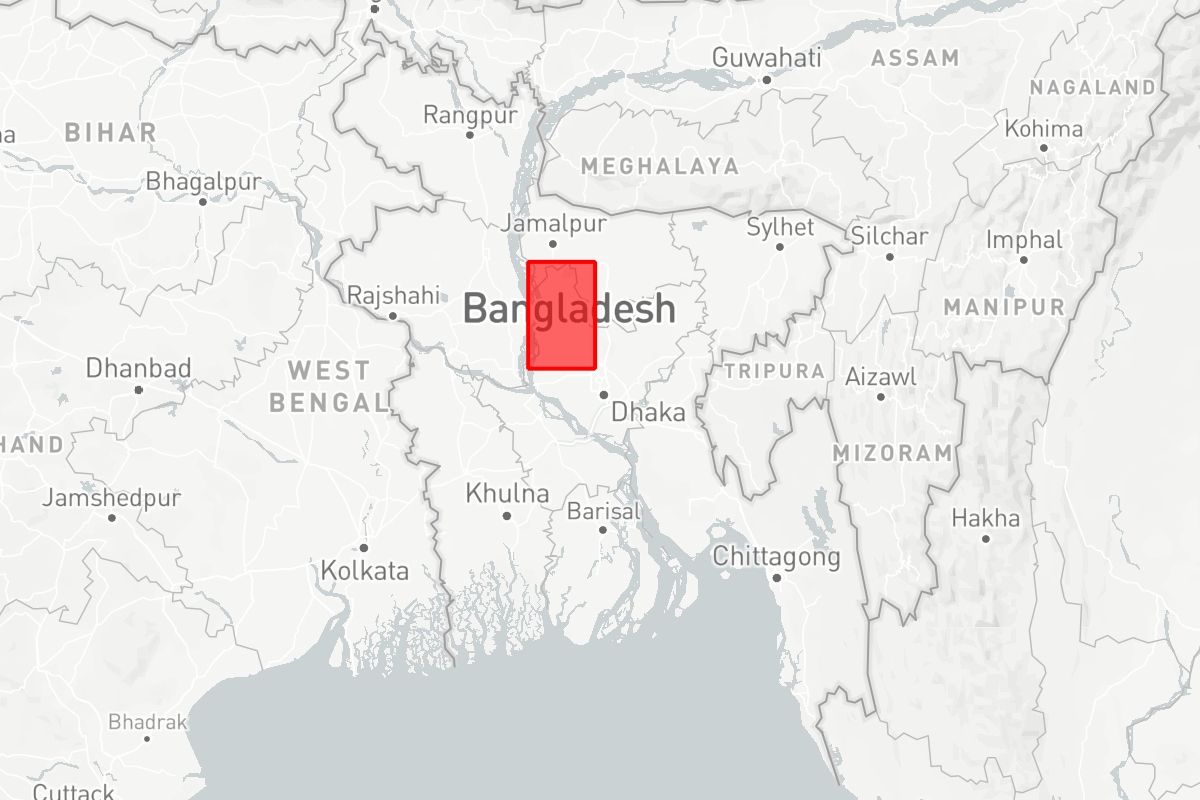 Guwahati
ASSAM
NAGALAND
Rangpur
Kohima
BIHAR
MEGHALAYA
Bhagalpur
Jamalpur
Sylhet
Silchar
Imphal
Rajshahi
Bangladesh
MANIPUR
Dhanbad
WEST
BENGAL
TRIPURA
Aizawl
Dhaka
HAND
MIZORAM
Jamshedpur
Khulna
Barisal
Hakha
Kolkata
Chittagong
Bhadrak
Cuttack